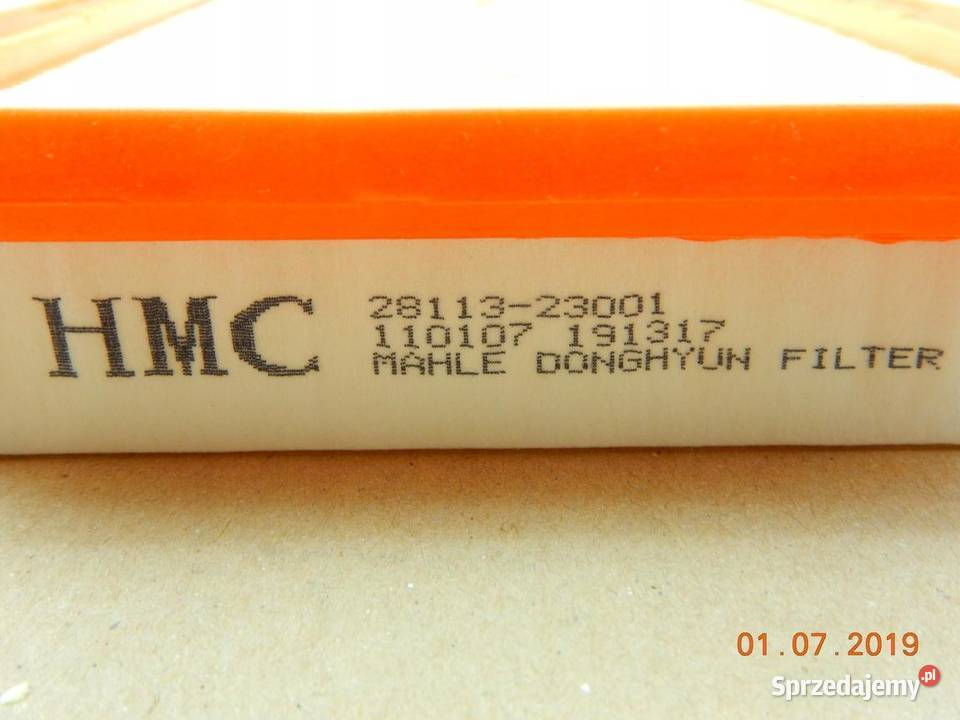 HMC
28113-23001
110107 191317
MAHLE DONGHYUN FILTER
01.07.2019
Sprzedajemy.pl